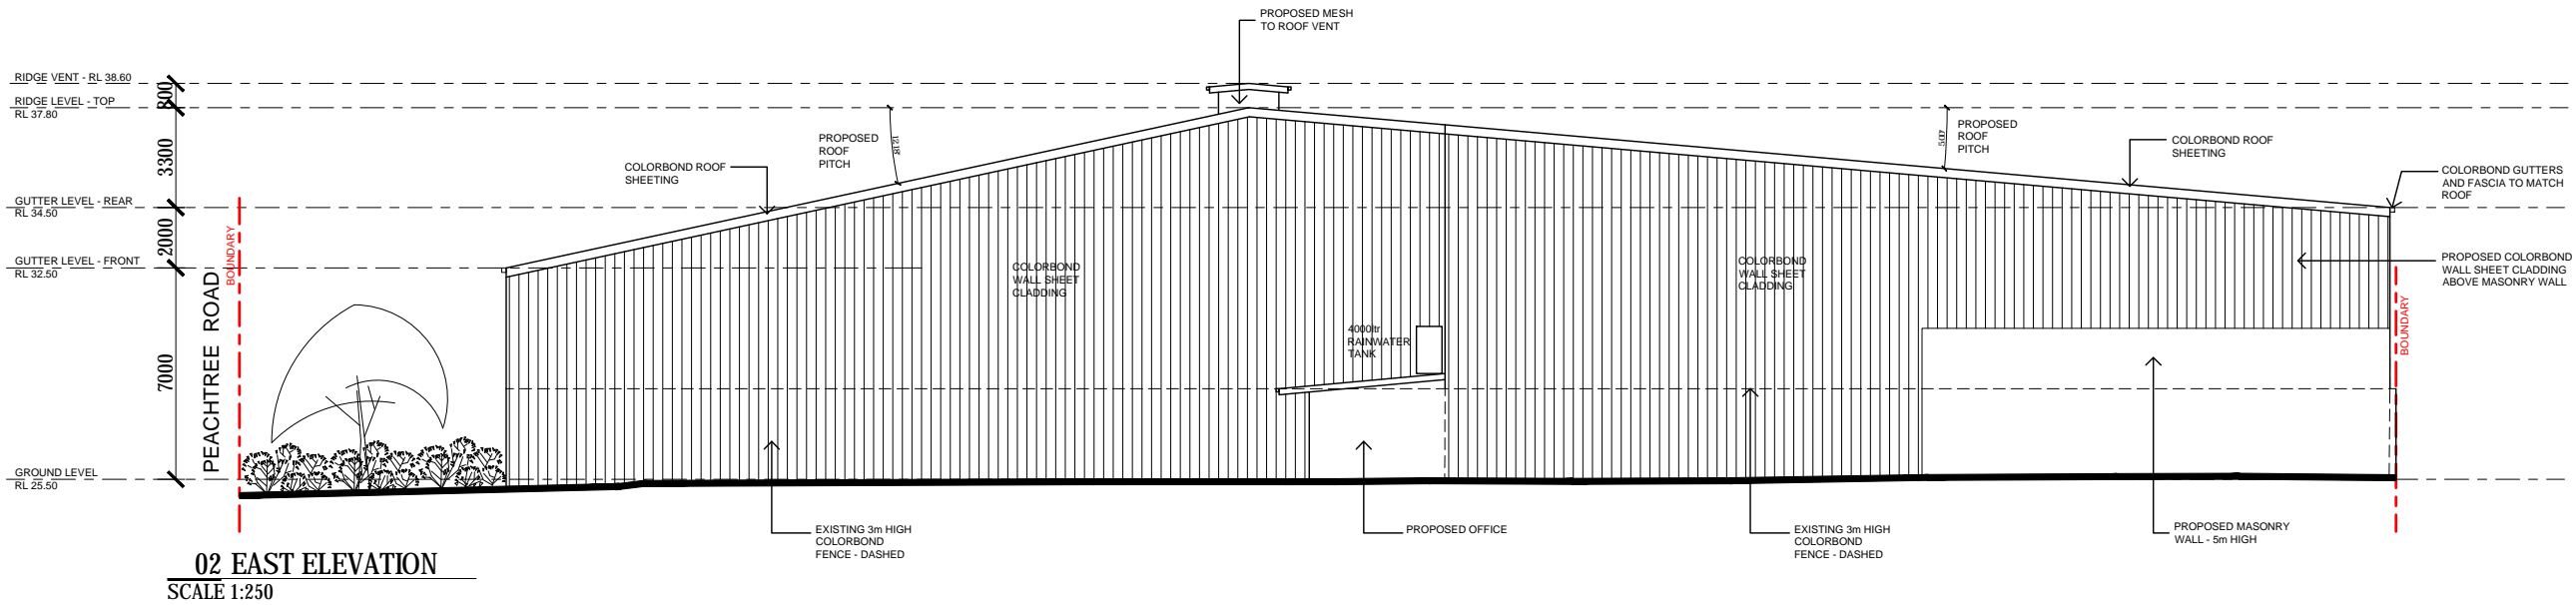 PROPOSED MESH
TO ROOF VENT
RIDGE VENT - RL 38.60
800
RIDGE LEVEL - TOP
RL 37.80
3300
PROPOSED
ROOF
PITCH
COLORBOND ROOF
SHEETING
PROPOSED
ROOF
PITCH
COLORBOND ROOF
SHEETING
COLORBOND GUTTERS
AND FASCIA TO MATCH
ROOF
GUTTER LEVEL - REAR
RL 34.50
2000
BOUNDARY
GUTTER LEVEL - FRONT
RL 32.50
COLORBOND
WALL SHEET
CLADDING
COLORBOND
WALL SHEET
CLADDING
PROPOSED COLORBOND
WALL SHEET CLADDING
ABOVE MASONRY WALL
7000
PEACHTREE ROAD
4000ltr
RAINWATER
TANK
BOUNDARY
GROUND LEVEL
RL 25.50
EXISTING 3m HIGH
COLORBOND
FENCE - DASHED
PROPOSED OFFICE
EXISTING 3m HIGH
COLORBOND
FENCE - DASHED
PROPOSED MASONRY
WALL - 5m HIGH
02 EAST ELEVATION
SCALE 1:250